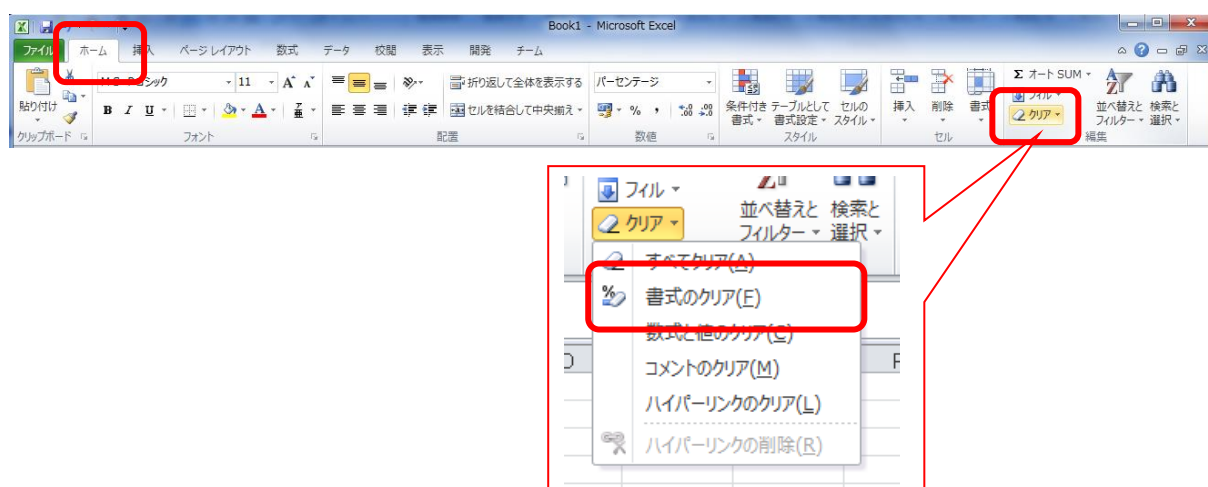 Book1 - Microsoft Excel
ファイル ホーム 挿入 ページ レイアウト 数式 データ 校閲 表示 開発 チーム
11 A A 折り返して全体を表示する パーセンテージ Σ オート SUM
貼り付け B I U A 亜 セルを結合して中央揃え % , .0 .00 .00 .0 条件付き 書式 テーブルとして 書式設定 セルの スタイル 挿入 削除 書式 フィル クリア 並べ替えと フィルター 検索と 選択
クリップボード フォント 配置 数値 スタイル セル 編集
フィル
クリア
並べ替えと 検索と
フィルター 選択
すべてクリア(A)
書式のクリア(F)
数式と値のクリア(C)
コメントのクリア(M)
ハイパーリンクのクリア(L)
ハイパーリンクの削除(R)